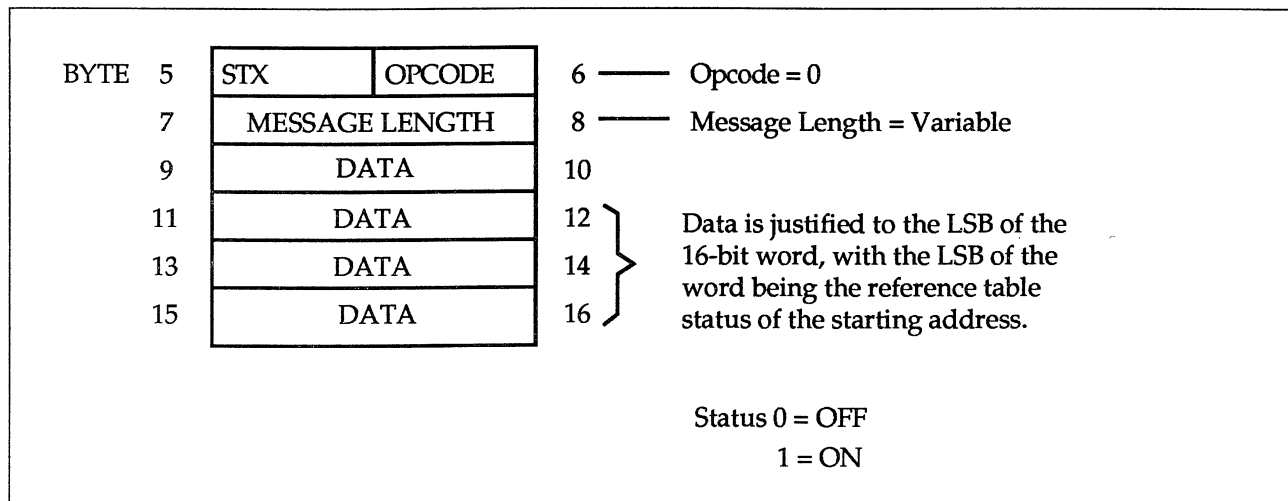 BYTE 5 STX OPCODE 6 Opcode = 0
7 MESSAGE LENGTH 8 Message Length = Variable
9 DATA 10
11 DATA 12
13 DATA 14
15 DATA 16
Data is justified to the LSB of the
16-bit word, with the LSB of the
word being the reference table
status of the starting address.
Status 0 = OFF
1 = ON